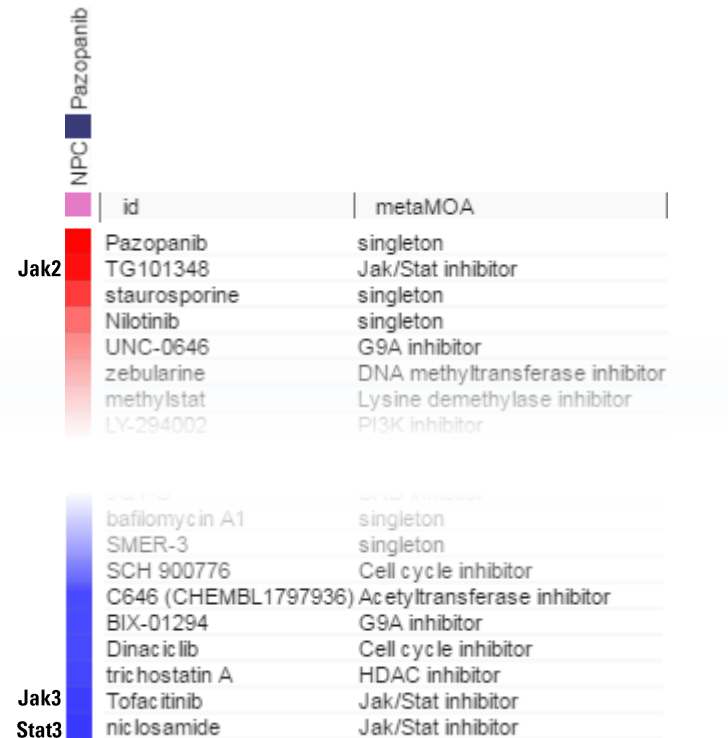 Pazopanib
NPC
id metaMOA
Pazopanib singleton
Jak2 TG101348 Jak/Stat inhibitor
staurosporine singleton
Nilotinib singleton
UNC-0646 G9A inhibitor
zebularine DNA methyltransferase inhibitor
methylstat Lysine demethylase inhibitor
LY-294002 PI3K inhibitor
bafilomycin A1 singleton
SMER-3 singleton
SCH 900776 Cell cycle inhibitor
C646 (CHEMBL1797936) Acetyltransferase inhibitor
BIX-01294 G9A inhibitor
Dinaciclib Cell cycle inhibitor
trichostatin A HDAC inhibitor
Jak3 Tofacitinib Jak/Stat inhibitor
Stat3 niclosamide Jak/Stat inhibitor